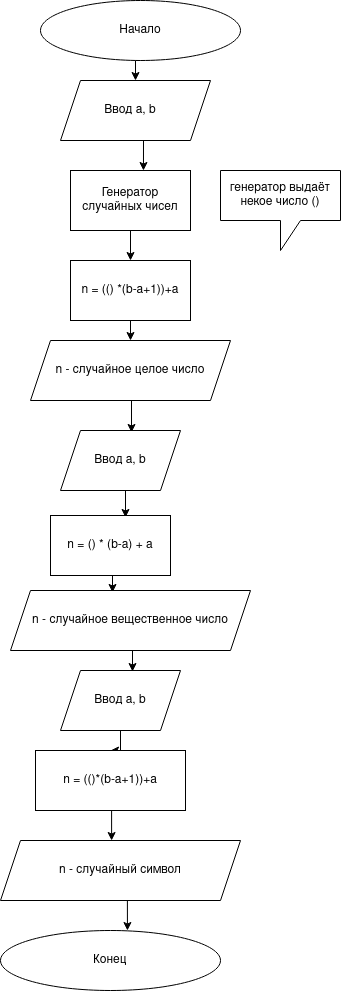 Начало
Ввод a, b
Генератор
случайных чисел
генератор выдаёт
некое число ()
n = (() *(b-a+1))+a
n - случайное целое число
Ввод a, b
n = () * (b-a) + a
n - случайное вещественное число
Ввод a, b
n = (()*(b-a+1))+a
n - случайный символ
Конец